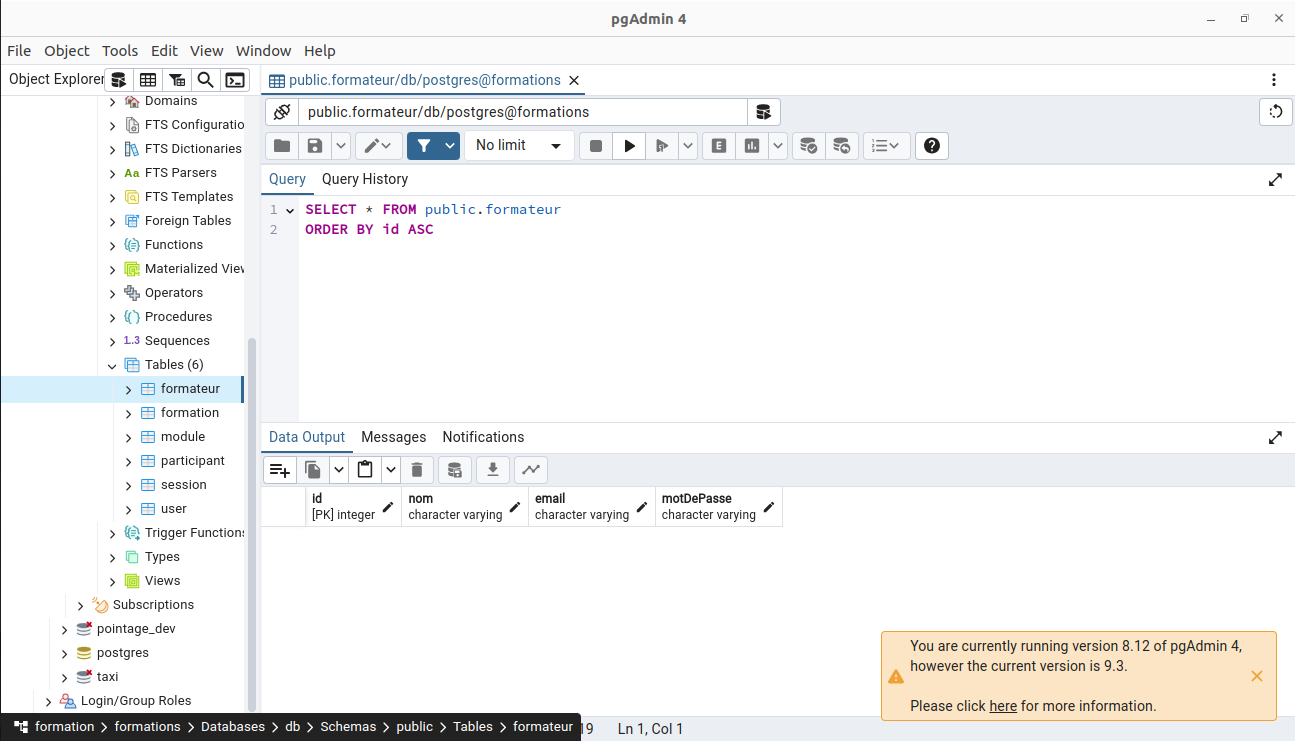 pgAdmin 4
File Object Tools Edit View Window Help
Object Explorer
public.formateur/db/postgres@formations
public.formateur/db/postgres@formations
No limit
E
Query Query History
1 SELECT * FROM public.formateur
2 ORDER BY id ASC
Domains
FTS Configuratio
FTS Dictionaries
Aa FTS Parsers
FTS Templates
Foreign Tables
Functions
Materialized View
Operators
Procedures
1..3 Sequences
Tables (6)
formateur
formation
module
participant
session
user
Trigger Functions
Types
Views
Subscriptions
pointage_dev
postgres
taxi
Login/Group Roles
Data Output Messages Notifications
id nom email motDePasse
[PK] integer character varying character varying character varying
You are currently running version 8.12 of pgAdmin 4,
however the current version is 9.3.
Please click here for more information.
formation > formations > Databases > db > Schemas > public > Tables > formateur
19 Ln 1, Col 1